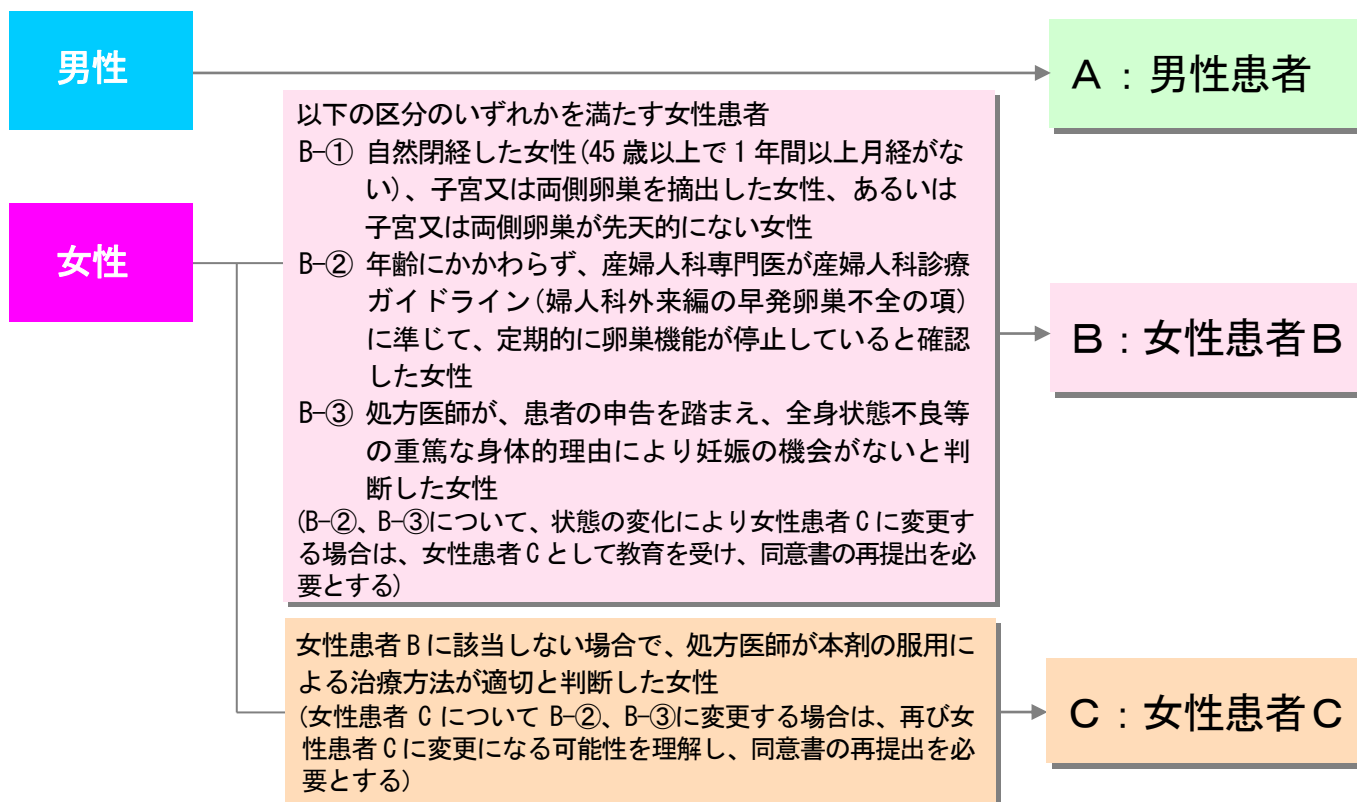 男性
A：男性患者
以下の区分のいずれかを満たす女性患者
B-① 自然閉経した女性(45 歳以上で 1 年間以上月経がな
い)、子宮又は両側卵巣を摘出した女性、あるいは
子宮又は両側卵巣が先天的にない女性
女性
B-② 年齢にかかわらず、産婦人科専門医が産婦人科診療
ガイドライン(婦人科外来編の早発卵巣不全の項)
に準じて、定期的に卵巣機能が停止していると確認
した女性
B-③ 処方医師が、患者の申告を踏まえ、全身状態不良等
の重篤な身体的理由により妊娠の機会がないと判
断した女性
(B-②、B-③について、状態の変化により女性患者 C に変更す
る場合は、女性患者 C として教育を受け、同意書の再提出を必
要とする)
B：女性患者B
女性患者 B に該当しない場合で、処方医師が本剤の服用に
よる治療方法が適切と判断した女性
(女性患者 C について B-②、B-③に変更する場合は、再び女
性患者 C に変更になる可能性を理解し、同意書の再提出を必
要とする)
C：女性患者C